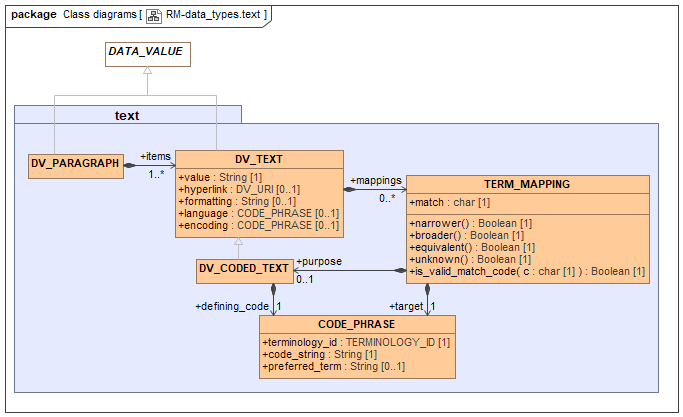 package Class diagrams [ RM-data_types.text ]
DATA_VALUE
text
DV_PARAGRAPH
+items
1..*
DV_TEXT
+value : String [1]
+hyperlink : DV_URI [0..1]
+formatting : String [0..1]
+language : CODE_PHRASE [0..1]
+encoding : CODE_PHRASE [0..1]
+mappings
0..*
TERM_MAPPING
+match : char [1]
+narrower() : Boolean [1]
+broader() : Boolean [1]
+equivalent() : Boolean [1]
+unknown() : Boolean [1]
+is_valid_match_code( c : char [1] ) : Boolean [1]
DV_CODED_TEXT
+purpose
0..1
+defining_code 1
+target 1
CODE_PHRASE
+terminology_id : TERMINOLOGY_ID [1]
+code_string : String [1]
+preferred_term : String [0..1]